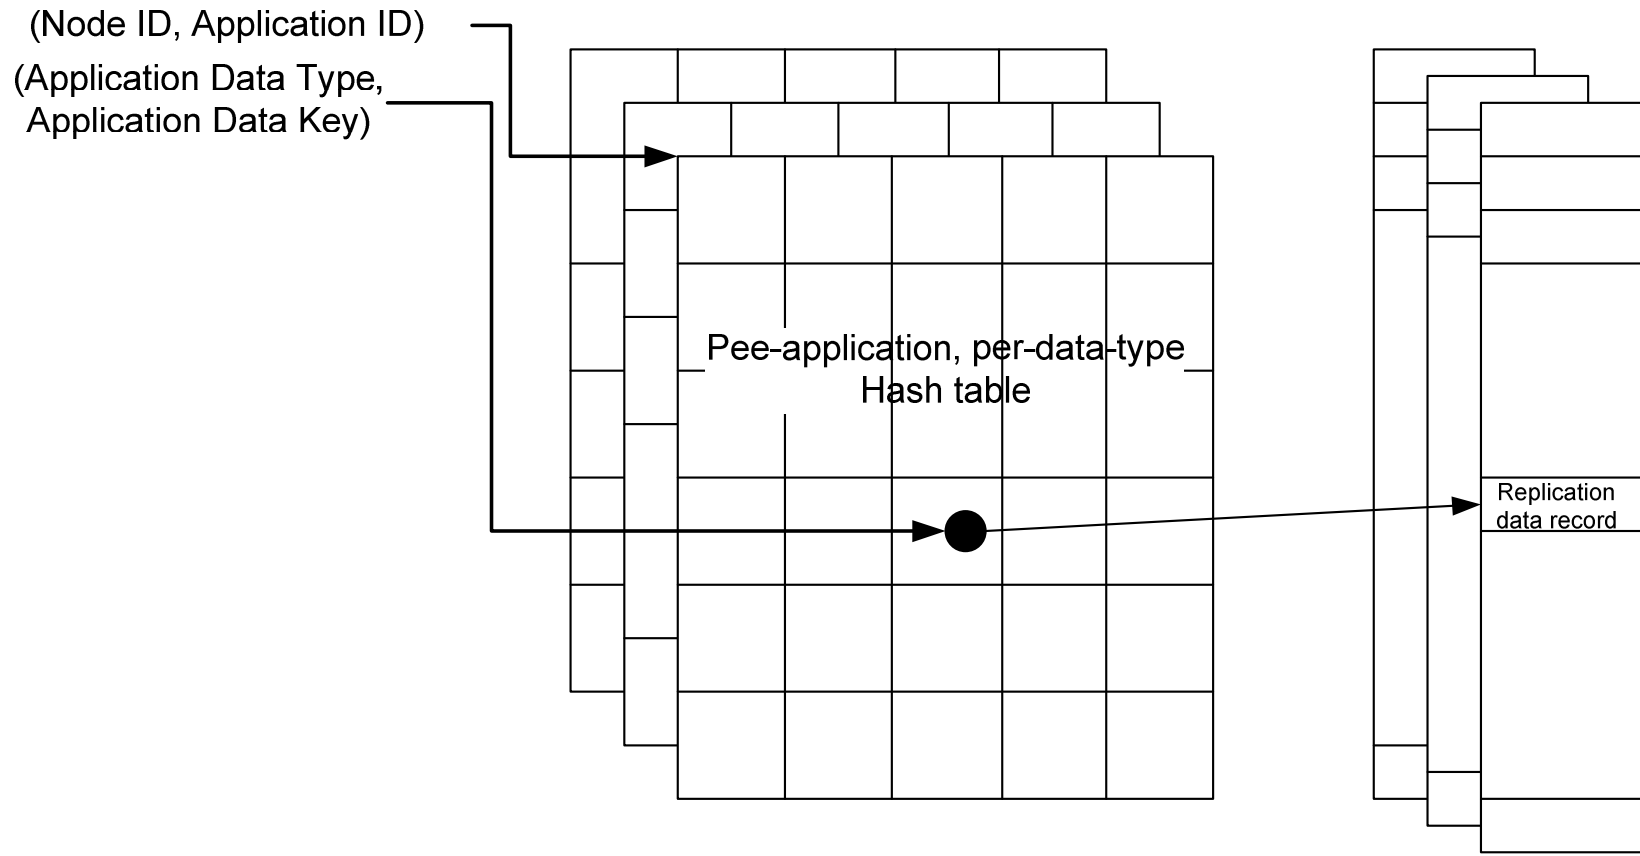 (Node ID, Application ID)
(Application Data Type,
Application Data Key)
Pee-application, per-data-type
Hash table
Replication
data record